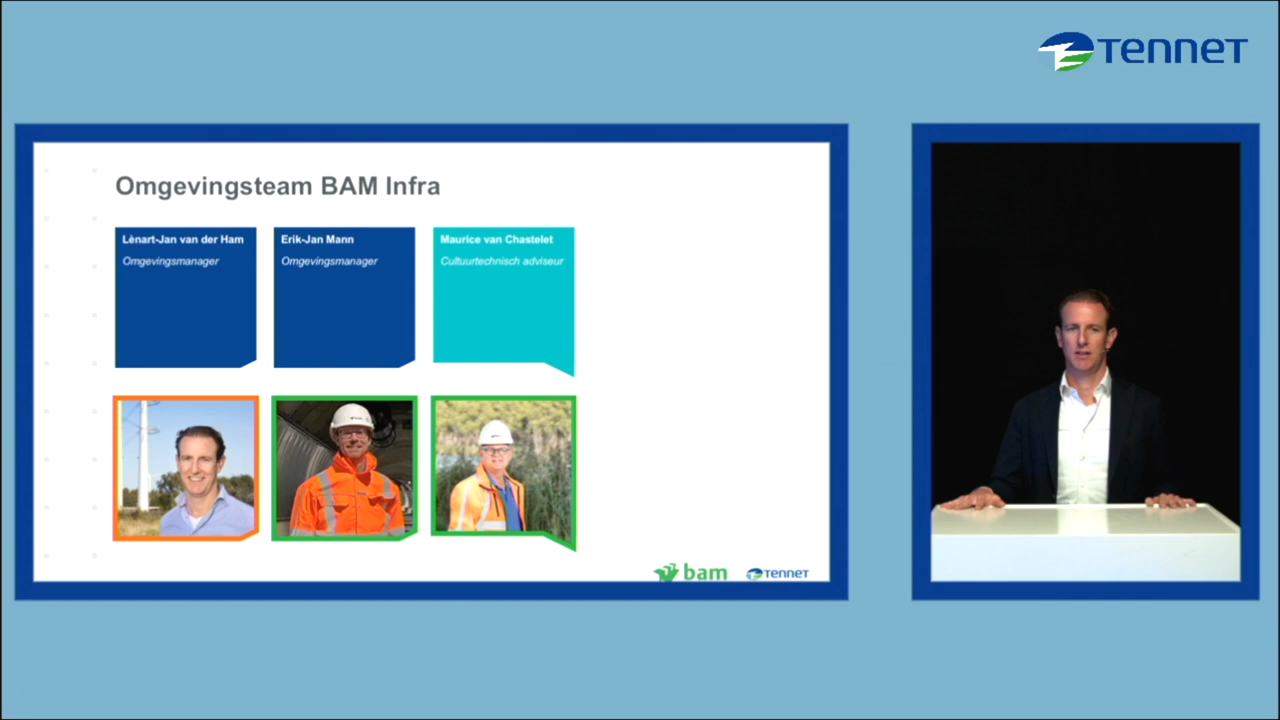 TENNET
Omgevingsteam BAM Infra
Lènart-Jan van der Ham
Omgevingsmanager
Erik-Jan Mann
Omgevingsmanager
Maurice van Chastelet
Cultuurtechnisch adviseur
bam
TENNET